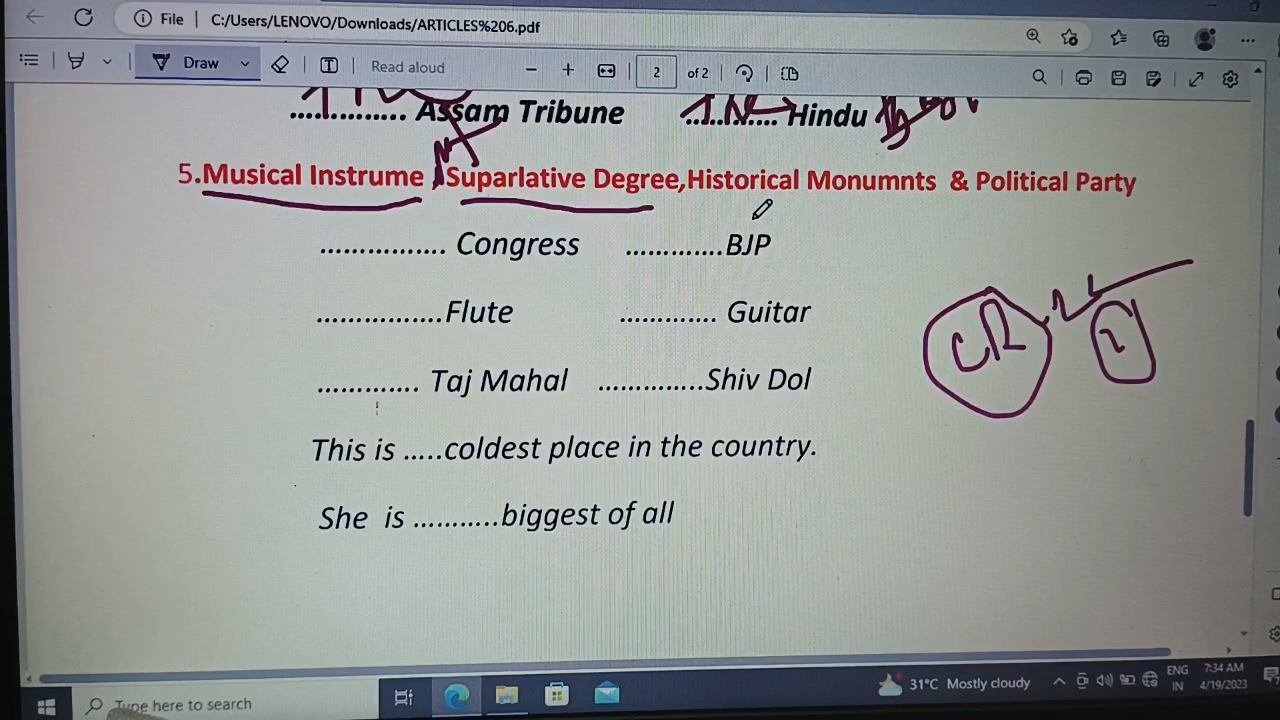 File | C:/Users/LENOVO/Downloads/ARTICLES%206.pdf
Draw Read aloud 2 of 2
.............. Assam Tribune ............ Hindu
5.Musical Instrume nt Suparlative Degree,Historical Monumnts & Political Party
................ Congress .............BJP
................Flute ............. Guitar
............. Taj Mahal ..............Shiv Dol
This is .....coldest place in the country.
She is ...........biggest of all
Type here to search
31°C Mostly cloudy
ENG
IN
7:34 AM
4/19/2023